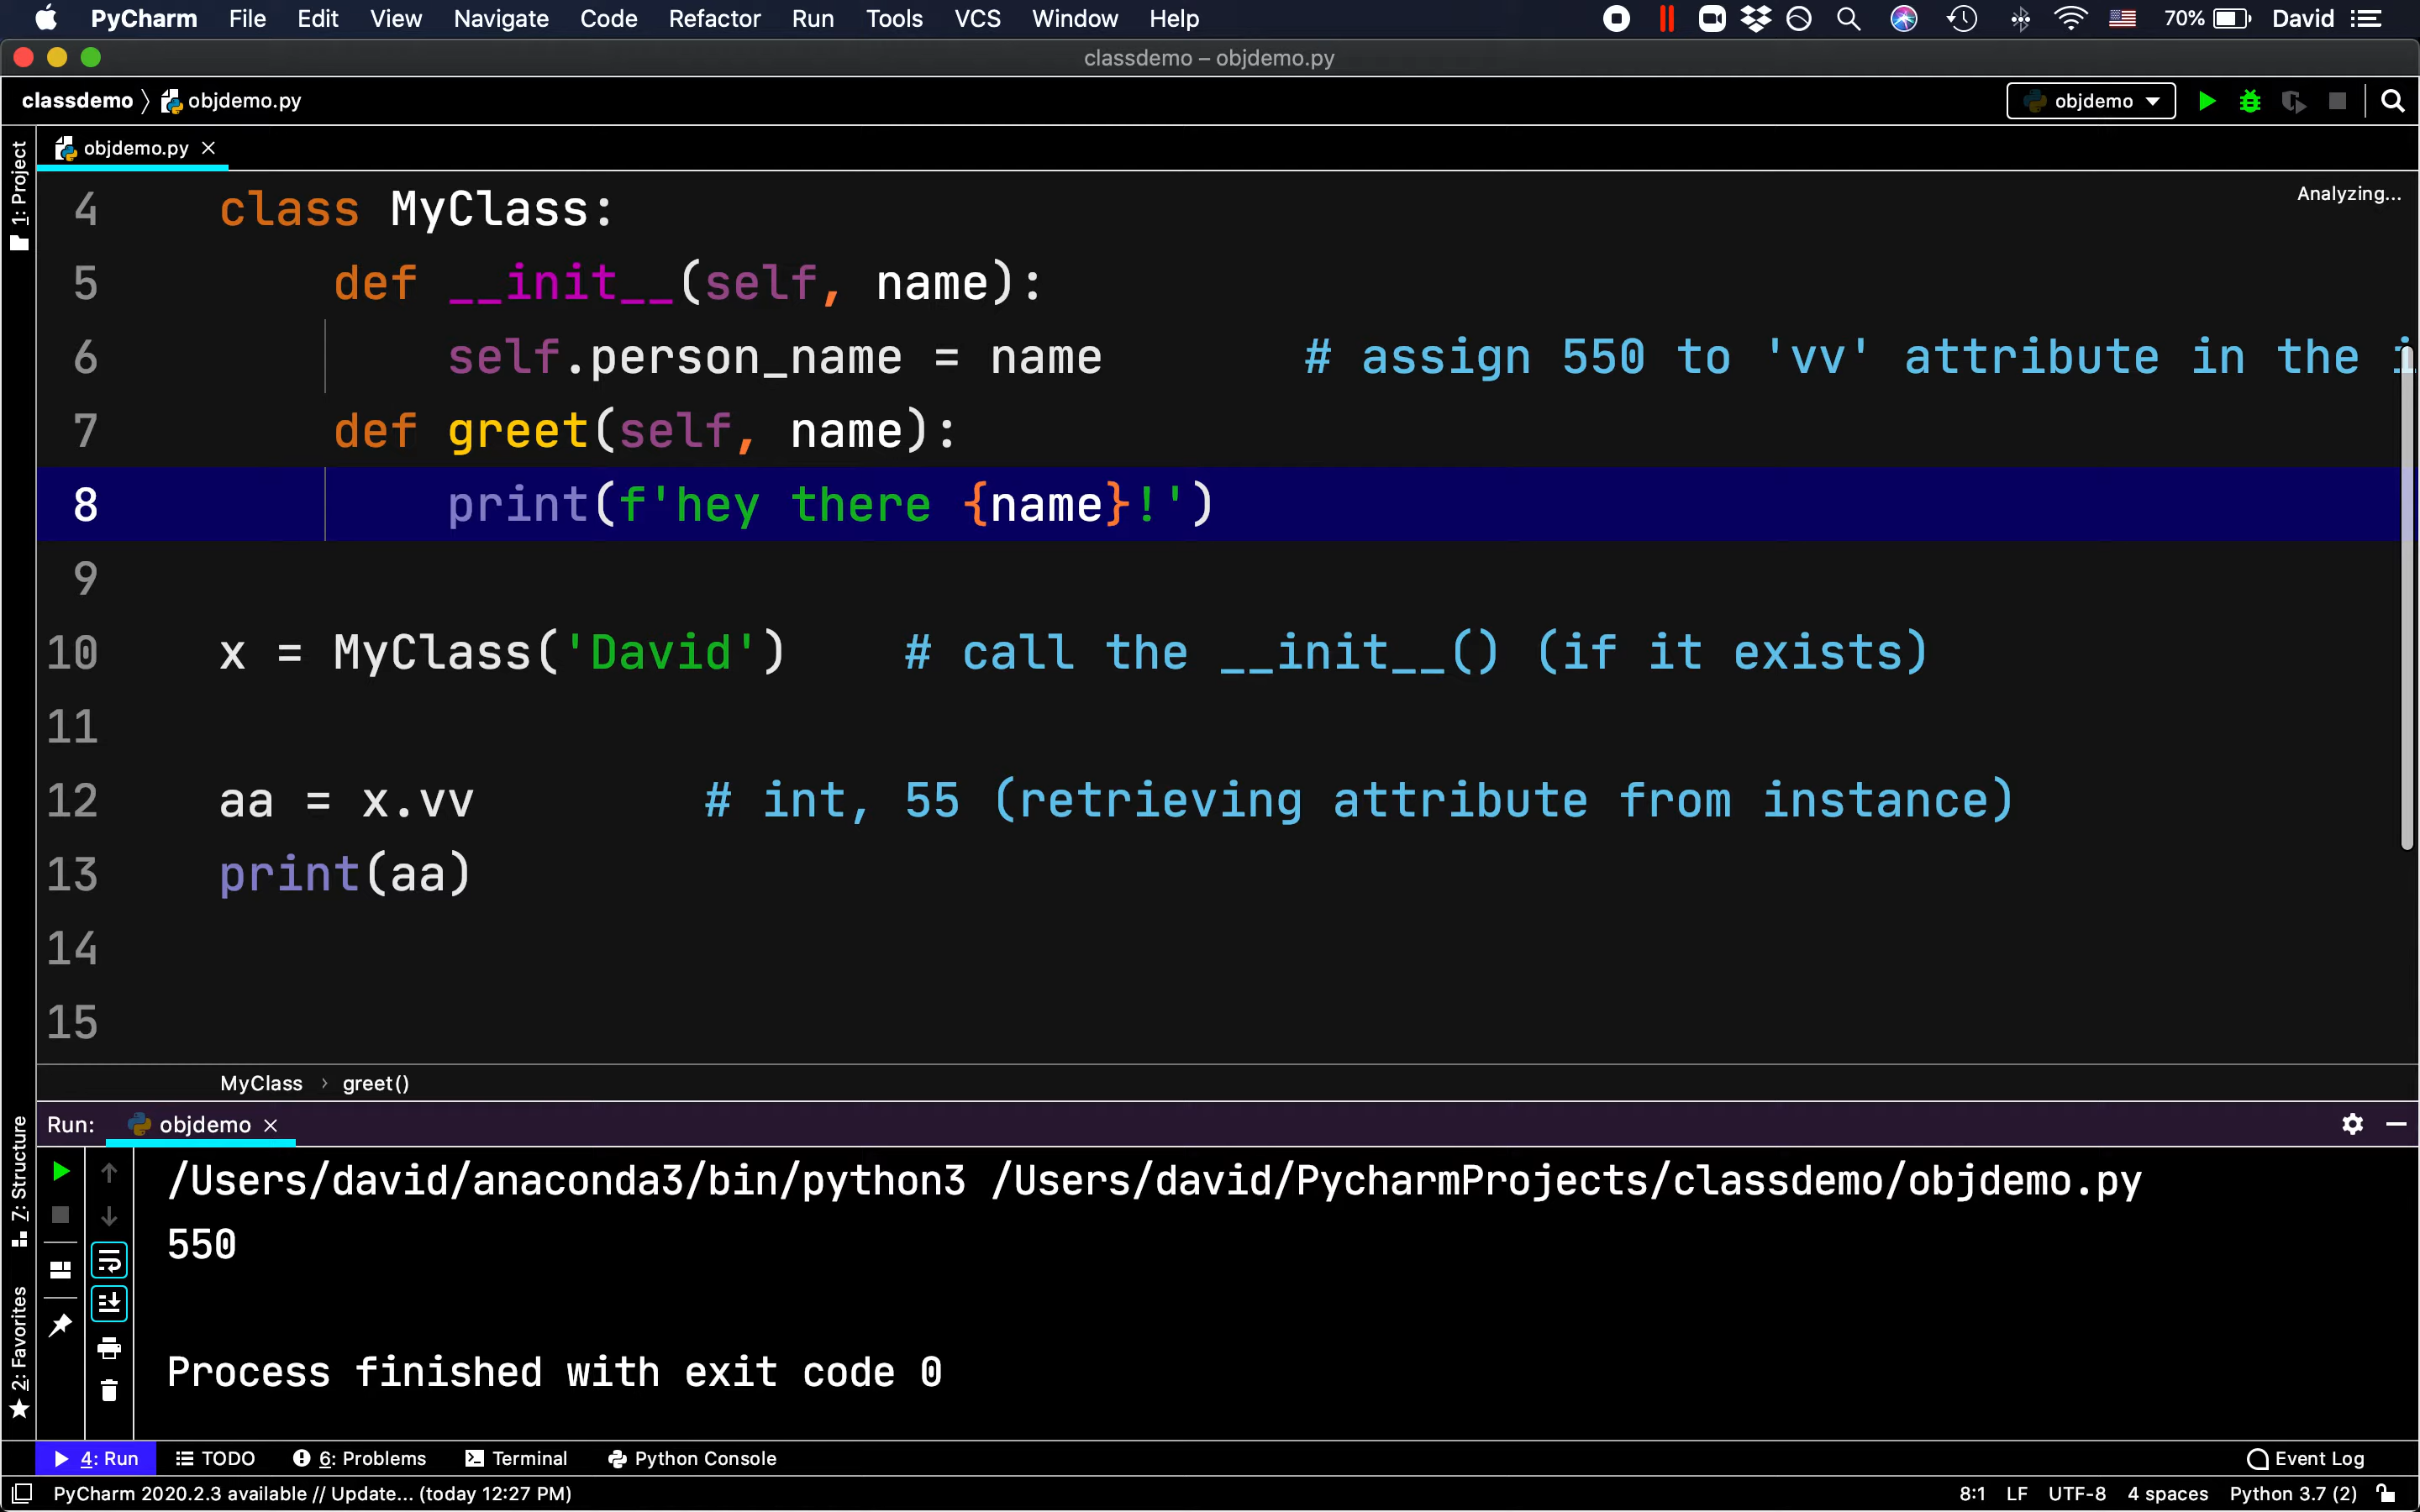 PyCharm File Edit View Navigate Code Refactor Run Tools VCS Window Help 70% David
classdemo – objdemo.py
classdemo objdemo.py objdemo
1: Project
objdemo.py
Analyzing...
4 class MyClass:
5 def __init__(self, name):
6 self.person_name = name # assign 550 to 'vv' attribute in the i
7 def greet(self, name):
8 print(f'hey there {name}!')
9
10 x = MyClass('David') # call the __init__() (if it exists)
11
12 aa = x.vv # int, 55 (retrieving attribute from instance)
13 print(aa)
14
15
MyClass › greet()
Run: objdemo
7: Structure
2: Favorites
/Users/david/anaconda3/bin/python3 /Users/david/PycharmProjects/classdemo/objdemo.py
550
Process finished with exit code 0
4: Run TODO 6: Problems Terminal Python Console Event Log
PyCharm 2020.2.3 available // Update... (today 12:27 PM) 8:1 LF UTF-8 4 spaces Python 3.7 (2)